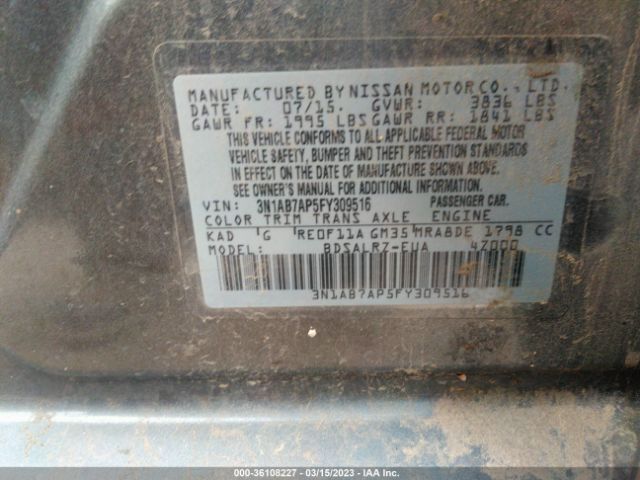 MANUFACTURED BY NISSAN MOTOR CO., LTD.
DATE: 07/15. GVWR: 3836 LBS
GAWR FR: 1995 LBS GAWR RR: 1841 LBS
THIS VEHICLE CONFORMS TO ALL APPLICABLE FEDERAL MOTOR
VEHICLE SAFETY, BUMPER AND THEFT PREVENTION STANDARDS
IN EFFECT ON THE DATE OF MANUFACTURE SHOWN ABOVE.
SEE OWNER'S MANUAL FOR ADDITIONAL INFORMATION.
VIN: 3N1AB7AP5FY309516 PASSENGER CAR.
COLOR TRIM TRANS AXLE ENGINE
KAD G RE0F11A GM35 MRA8DE 1798 CC
MODEL: BDSALRZ-EUA 4Z000
3N1AB7AP5FY309516
000-36108227 - 03/15/2023 - IAA Inc.